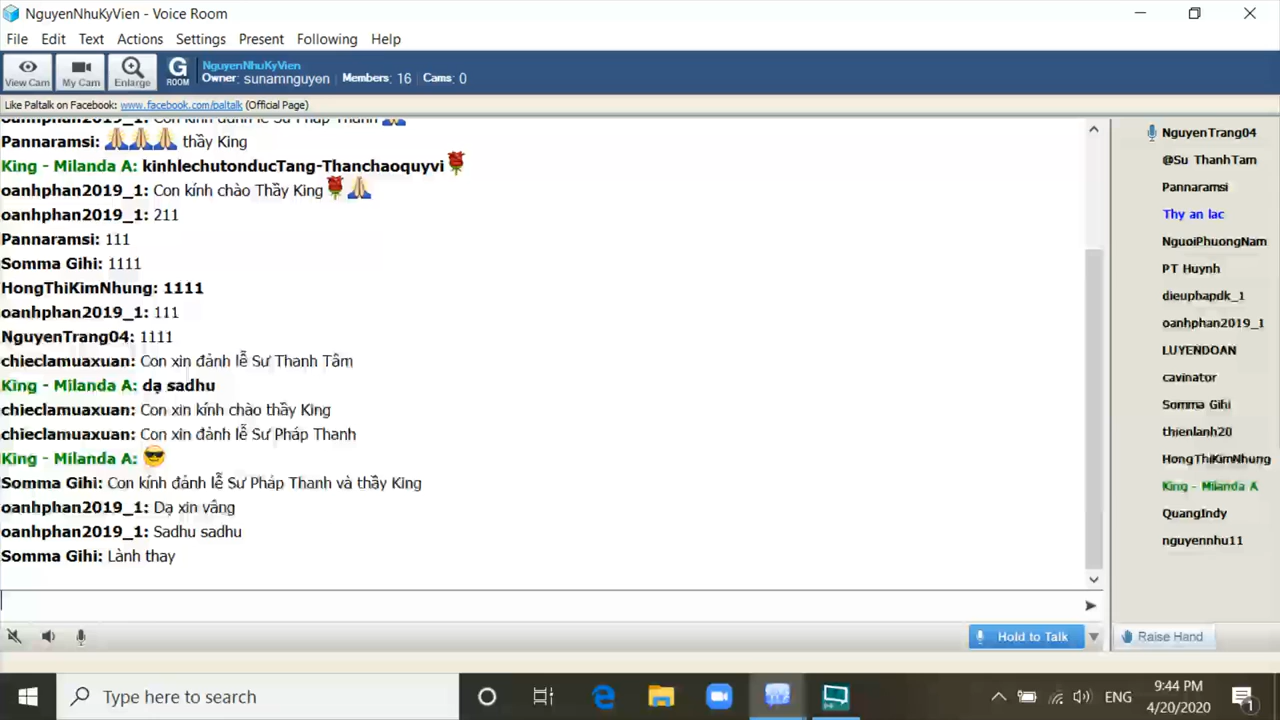 NguyenNhuKyVien - Voice Room
File Edit Text Actions Settings Present Following Help
View Cam My Cam Enlarge G ROOM
NguyenNhuKyVien
Owner: sunamnguyen Members: 16 Cams: 0
Like Paltalk on Facebook: www.facebook.com/paltalk (Official Page)
oanhphan2019_1: Con kính đảnh lễ Sư Pháp Thanh
Pannaramsi: thầy King
King - Milanda A: kinhlechutonducTang-Thanchaoquyvi
oanhphan2019_1: Con kính chào Thầy King
oanhphan2019_1: 211
Pannaramsi: 111
Somma Gihi: 1111
HongThiKimNhung: 1111
oanhphan2019_1: 111
NguyenTrang04: 1111
chieclamuaxuan: Con xin đảnh lễ Sư Thanh Tâm
King - Milanda A: dạ sadhu
chieclamuaxuan: Con xin kính chào thầy King
chieclamuaxuan: Con xin đảnh lễ Sư Pháp Thanh
King - Milanda A:
Somma Gihi: Con kính đảnh lễ Sư Pháp Thanh và thầy King
oanhphan2019_1: Dạ xin vâng
oanhphan2019_1: Sadhu sadhu
Somma Gihi: Lành thay
NguyenTrang04
@Su ThanhTam
Pannaramsi
Thy an lac
NguoiPhuongNam
PT Huynh
dieuphapdk_1
oanhphan2019_1
LUYENDOAN
cavinator
Somma Gihi
thienlanh20
HongThiKimNhung
King - Milanda A
QuangIndy
nguyennhu11
Hold to Talk
Raise Hand
Type here to search
ENG
9:44 PM
4/20/2020
1